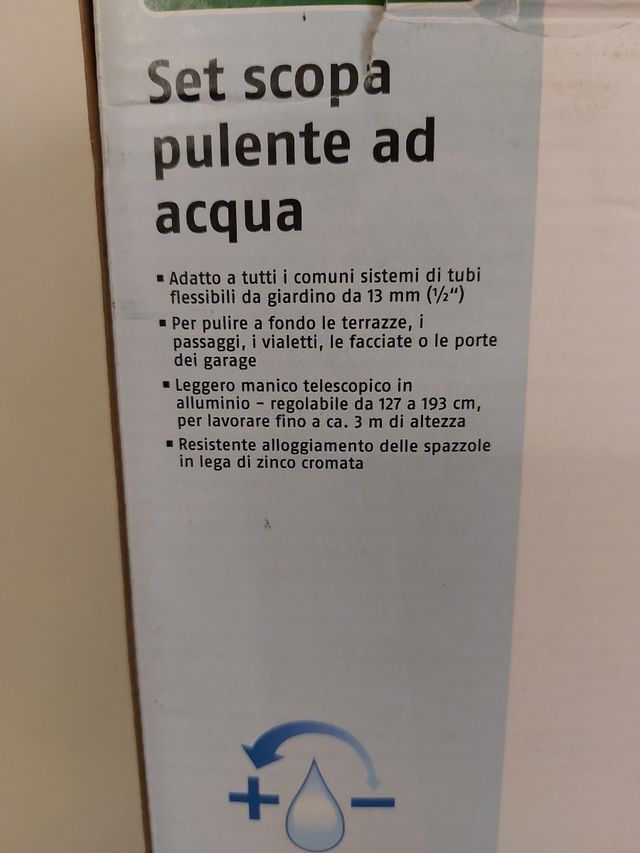 Set scopa
pulente ad
acqua
▪ Adatto a tutti i comuni sistemi di tubi
flessibili da giardino da 13 mm (½“)
▪ Per pulire a fondo le terrazze, i
passaggi, i vialetti, le facciate o le porte
dei garage
▪ Leggero manico telescopico in
alluminio – regolabile da 127 a 193 cm,
per lavorare fino a ca. 3 m di altezza
▪ Resistente alloggiamento delle spazzole
in lega di zinco cromata
+ –